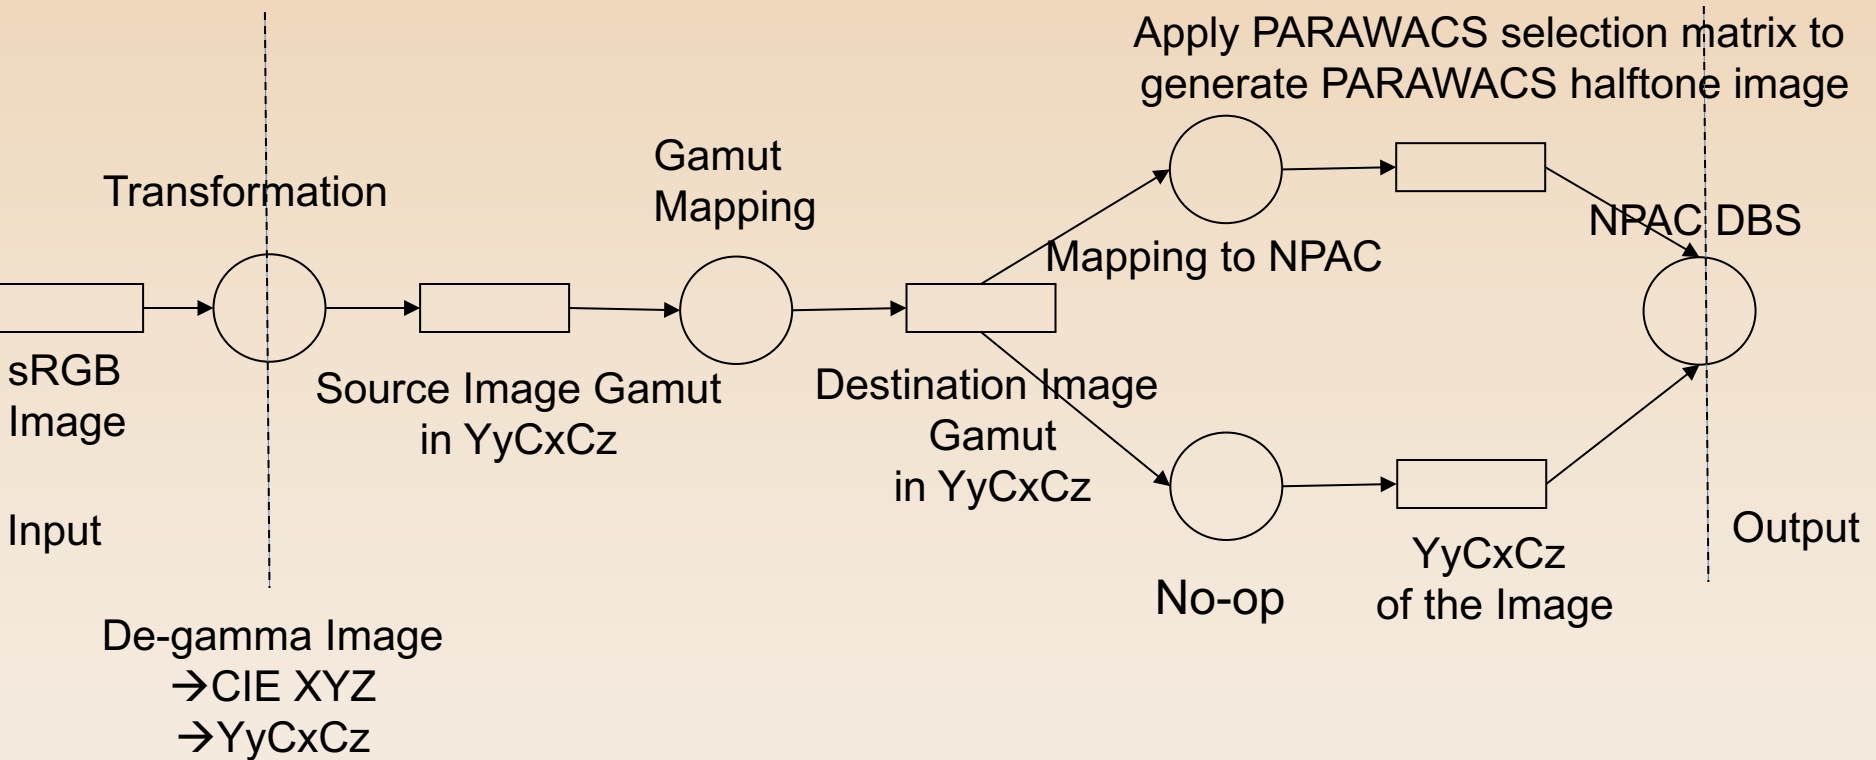 Apply PARAWACS selection matrix to
generate PARAWACS halftone image
Gamut
Mapping
Transformation
NPAC DBS
Mapping to NPAC
sRGB
Image
Source Image Gamut
in YyCxCz
Destination Image
Gamut
in YyCxCz
Input
Output
YyCxCz
of the Image
No-op
De-gamma Image
→CIE XYZ
→YyCxCz